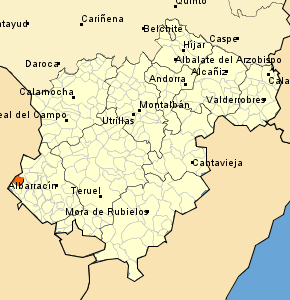 Quinto
Cariñena
atayud
Belchite
Caspe
Híjar
Daroca
Albalate del Arzobispo
Alcañiz
Andorra
Cala
Calamocha
Valderrobres
Montalbán
eal del Campo
Utrillas
Cantavieja
Albarracín
Teruel
Mora de Rubielos